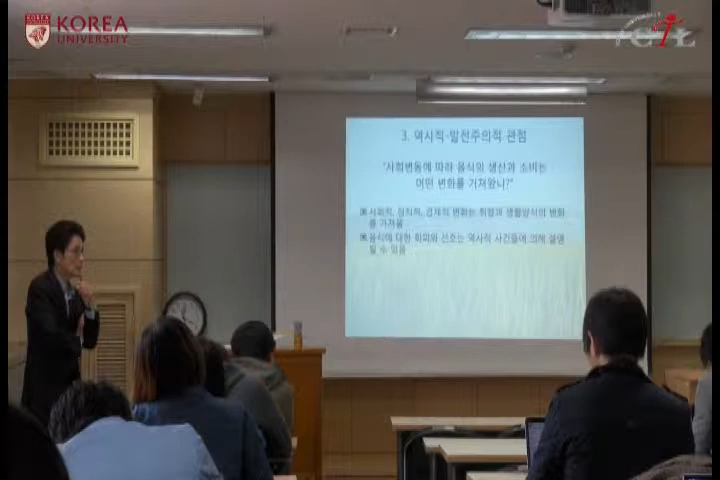 KOREA
UNIVERSITY
CTL
3. 역사적·발전주의적 관점
"사회변동에 따라 음식의 생산과 소비는
어떤 변화를 겨져왔나?"
사회적, 정치적, 경제적 변화는 취향과 생활양식의 변화
를 가져옴
음식에 대한 회피와 선호는 역사적 사건들에 의해 설명
될 수 있음